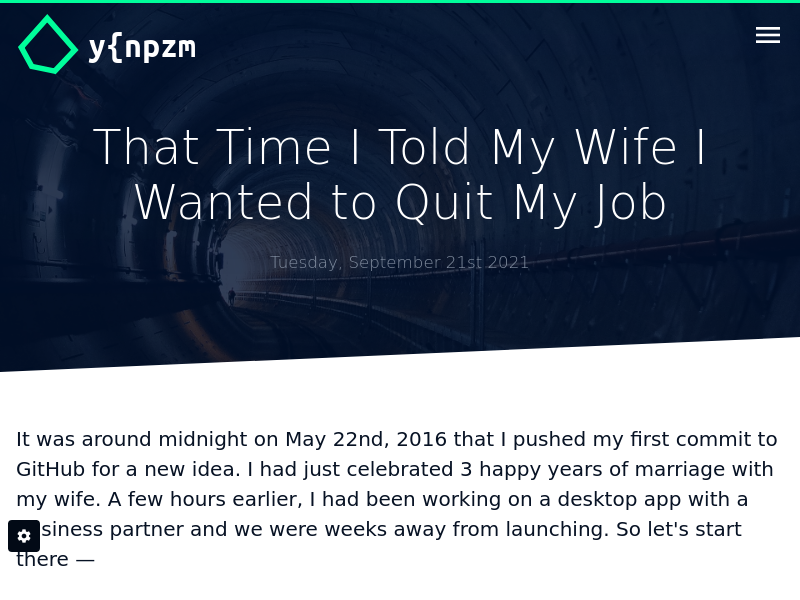 y{npzm
That Time I Told My Wife I
Wanted to Quit My Job
Tuesday, September 21st 2021
It was around midnight on May 22nd, 2016 that I pushed my first commit to
GitHub for a new idea. I had just celebrated 3 happy years of marriage with
my wife. A few hours earlier, I had been working on a desktop app with a
siness partner and we were weeks away from launching. So let's start
there —